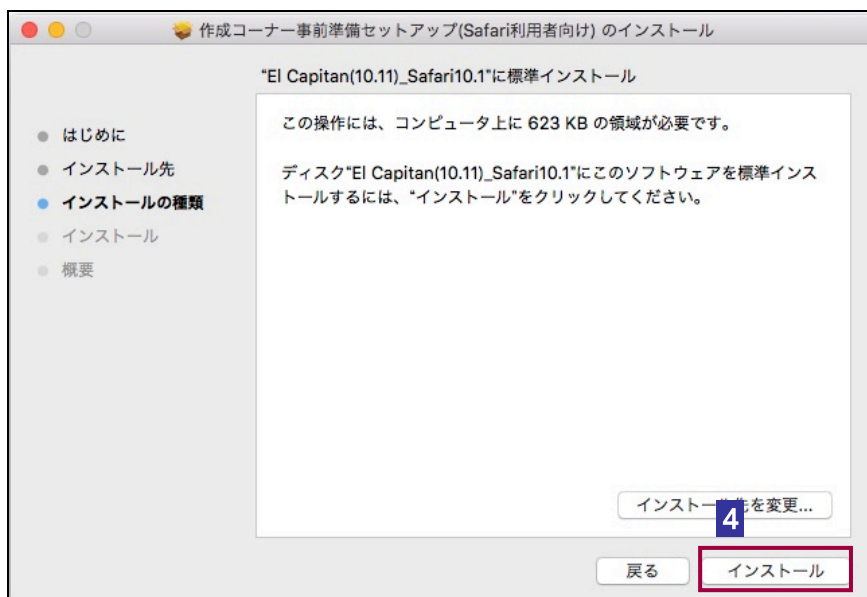 作成コーナー事前準備セットアップ(Safari利用者向け) のインストール
"El Capitan(10.11)_Safari10.1"に標準インストール
はじめに
インストール先
インストールの種類
インストール
概要
この操作には、コンピュータ上に 623 KB の領域が必要です。
ディスク"El Capitan(10.11)_Safari10.1"にこのソフトウェアを標準インス
トールするには、“インストール”をクリックしてください。
インストール先を変更...
4
戻る
インストール